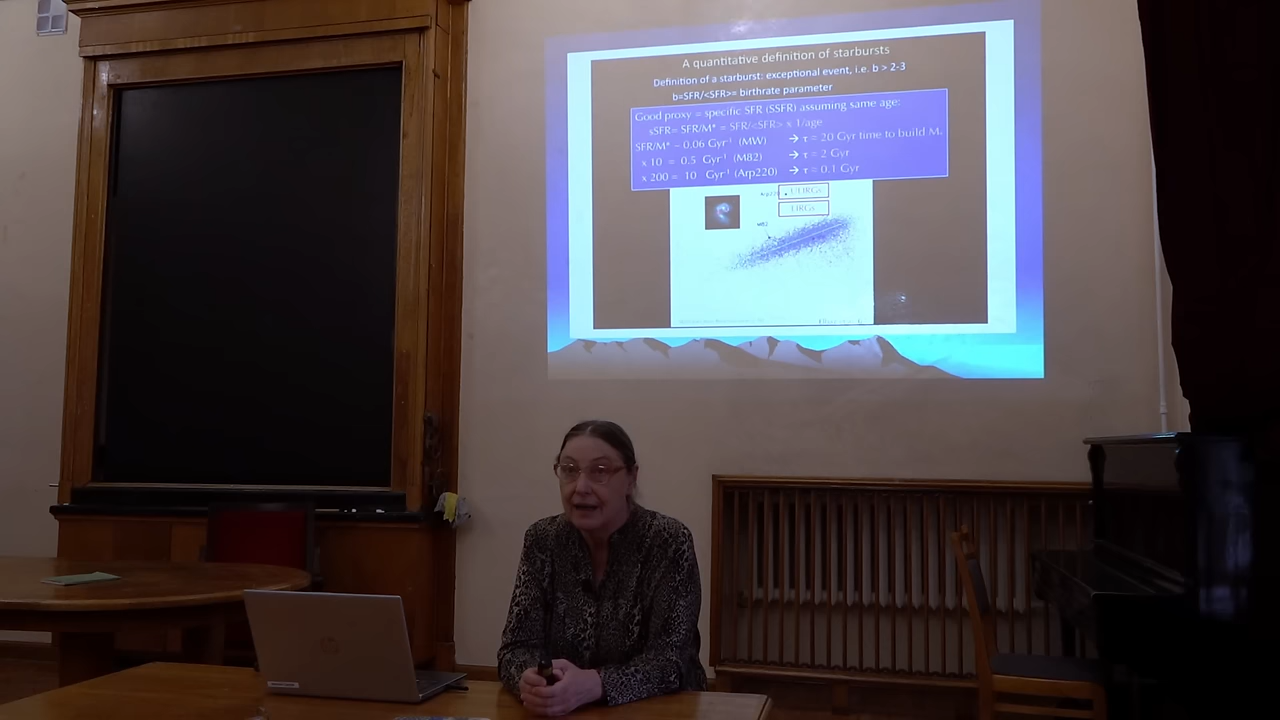 A quantitative definition of starbursts
Definition of a starburst: exceptional event, i.e. b > 2-3
b=SFR/<SFR>= birthrate parameter
Good proxy = specific SFR (SSFR) assuming same age:
sSFR= SFR/M* = SFR/<SFR> x 1/age
SFR/M* ~ 0.06 Gyr⁻¹ (MW) → τ = 20 Gyr time to build M*
x 10 = 0.5 Gyr⁻¹ (M82) → τ = 2 Gyr
x 200 = 10 Gyr⁻¹ (Arp220) → τ = 0.1 Gyr
Arp220
ULIRGs
LIRGs
M82